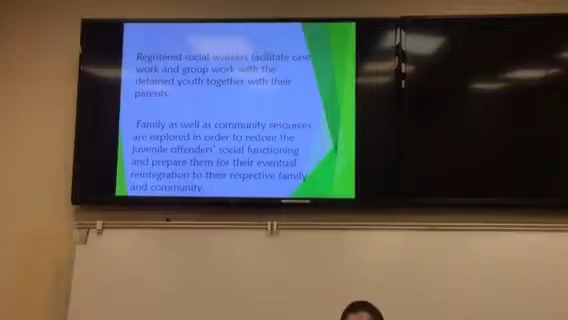 Registered social workers facilitate case
work and group work with the
detained youth together with their
parents.
Family as well as community resources
are explored in order to restore the
juvenile offenders' social functioning
and prepare them for their eventual
reintegration to their respective family
and community.